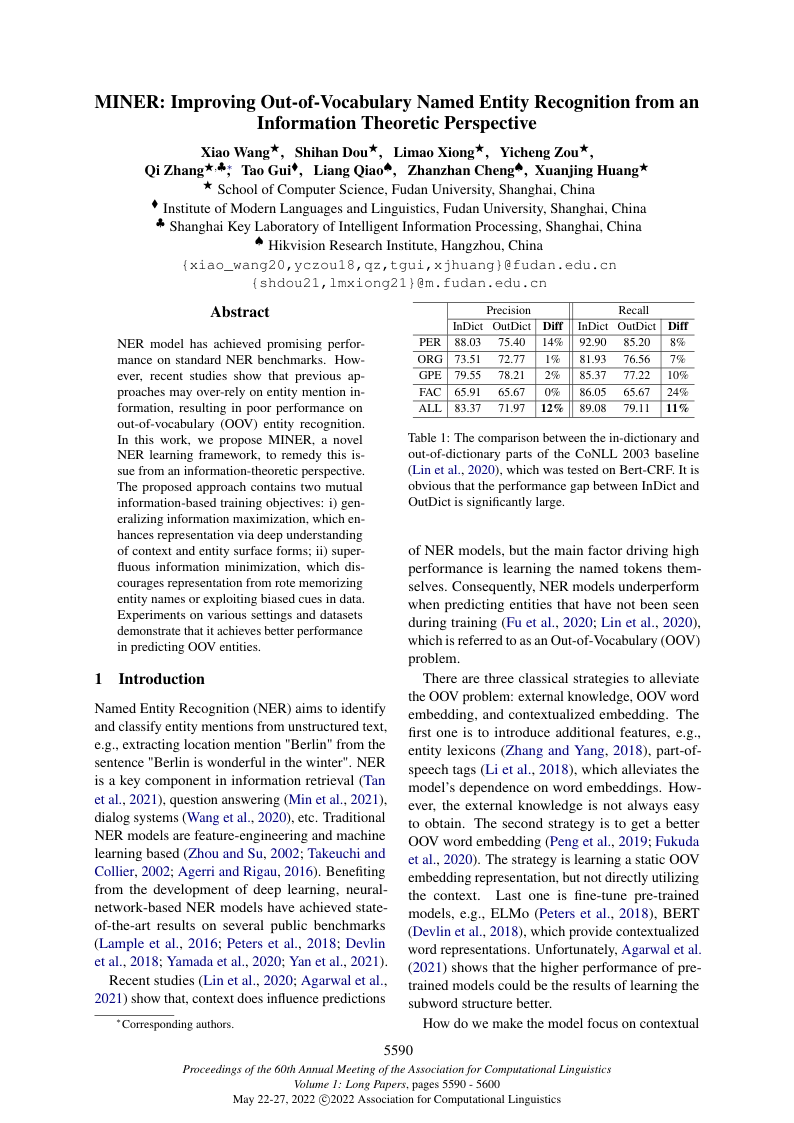 MINER: Improving Out-of-Vocabulary Named Entity Recognition from an
Information Theoretic Perspective
Xiao Wang★, Shihan Dou★, Limao Xiong★, Yicheng Zou★,
Qi Zhang★,♣*, Tao Gui♦, Liang Qiao♠, Zhanzhan Cheng♠, Xuanjing Huang★
★ School of Computer Science, Fudan University, Shanghai, China
♦ Institute of Modern Languages and Linguistics, Fudan University, Shanghai, China
♣ Shanghai Key Laboratory of Intelligent Information Processing, Shanghai, China
♠ Hikvision Research Institute, Hangzhou, China
{xiao_wang20,yczou18,qz,tgui,xjhuang}@fudan.edu.cn
{shdou21,lmxiong21}@m.fudan.edu.cn
Abstract
NER model has achieved promising perfor-
mance on standard NER benchmarks. How-
ever, recent studies show that previous ap-
proaches may over-rely on entity mention in-
formation, resulting in poor performance on
out-of-vocabulary (OOV) entity recognition.
In this work, we propose MINER, a novel
NER learning framework, to remedy this is-
sue from an information-theoretic perspective.
The proposed approach contains two mutual
information-based training objectives: i) gen-
eralizing information maximization, which en-
hances representation via deep understanding
of context and entity surface forms; ii) super-
fluous information minimization, which dis-
courages representation from rote memorizing
entity names or exploiting biased cues in data.
Experiments on various settings and datasets
demonstrate that it achieves better performance
in predicting OOV entities.
1 Introduction
Named Entity Recognition (NER) aims to identify
and classify entity mentions from unstructured text,
e.g., extracting location mention "Berlin" from the
sentence "Berlin is wonderful in the winter". NER
is a key component in information retrieval (Tan
et al., 2021), question answering (Min et al., 2021),
dialog systems (Wang et al., 2020), etc. Traditional
NER models are feature-engineering and machine
learning based (Zhou and Su, 2002; Takeuchi and
Collier, 2002; Agerri and Rigau, 2016). Benefiting
from the development of deep learning, neural-
network-based NER models have achieved state-
of-the-art results on several public benchmarks
(Lample et al., 2016; Peters et al., 2018; Devlin
et al., 2018; Yamada et al., 2020; Yan et al., 2021).
Recent studies (Lin et al., 2020; Agarwal et al.,
2021) show that, context does influence predictions
*Corresponding authors.
Precision Recall
InDict OutDict Diff InDict OutDict Diff
PER 88.03 75.40 14% 92.90 85.20 8%
ORG 73.51 72.77 1% 81.93 76.56 7%
GPE 79.55 78.21 2% 85.37 77.22 10%
FAC 65.91 65.67 0% 86.05 65.67 24%
ALL 83.37 71.97 12% 89.08 79.11 11%
Table 1: The comparison between the in-dictionary and
out-of-dictionary parts of the CoNLL 2003 baseline
(Lin et al., 2020), which was tested on Bert-CRF. It is
obvious that the performance gap between InDict and
OutDict is significantly large.
of NER models, but the main factor driving high
performance is learning the named tokens them-
selves. Consequently, NER models underperform
when predicting entities that have not been seen
during training (Fu et al., 2020; Lin et al., 2020),
which is referred to as an Out-of-Vocabulary (OOV)
problem.
There are three classical strategies to alleviate
the OOV problem: external knowledge, OOV word
embedding, and contextualized embedding. The
first one is to introduce additional features, e.g.,
entity lexicons (Zhang and Yang, 2018), part-of-
speech tags (Li et al., 2018), which alleviates the
model's dependence on word embeddings. How-
ever, the external knowledge is not always easy
to obtain. The second strategy is to get a better
OOV word embedding (Peng et al., 2019; Fukuda
et al., 2020). The strategy is learning a static OOV
embedding representation, but not directly utilizing
the context. Last one is fine-tune pre-trained
models, e.g., ELMo (Peters et al., 2018), BERT
(Devlin et al., 2018), which provide contextualized
word representations. Unfortunately, Agarwal et al.
(2021) shows that the higher performance of pre-
trained models could be the results of learning the
subword structure better.
How do we make the model focus on contextual
5590
Proceedings of the 60th Annual Meeting of the Association for Computational Linguistics
Volume 1: Long Papers, pages 5590 - 5600
May 22-27, 2022 ©2022 Association for Computational Linguistics